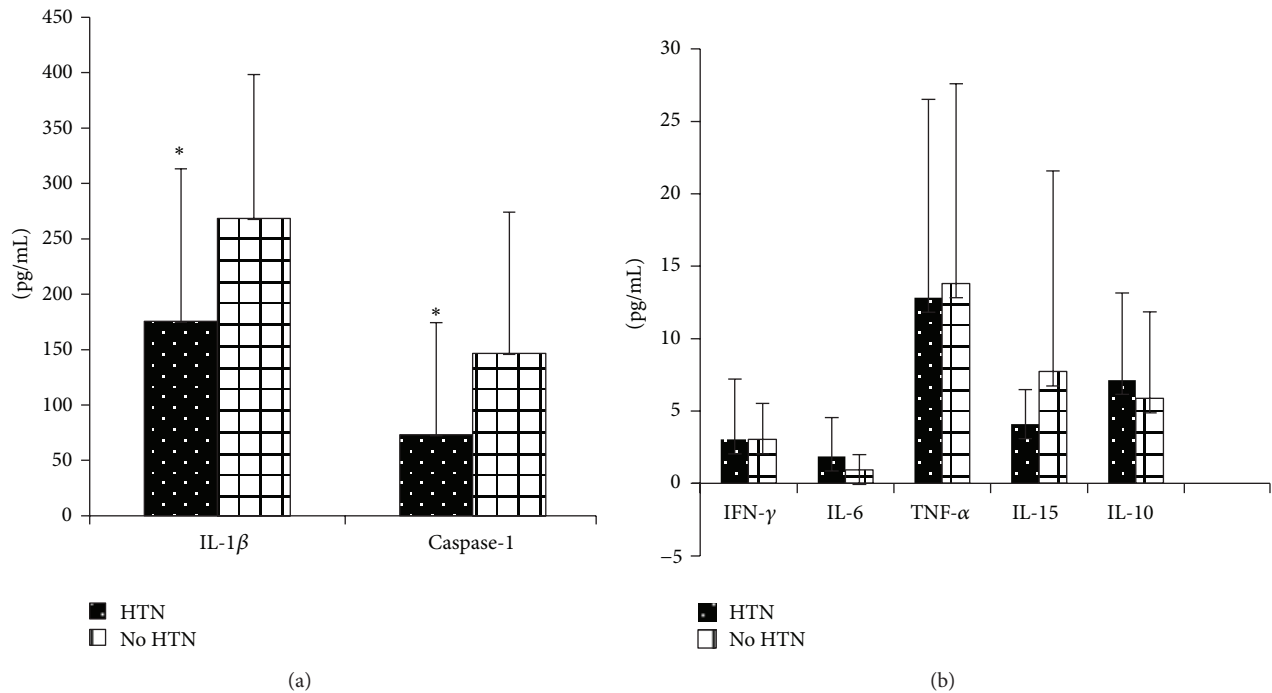 450
400
350
300
250
200
150
100
50
0
(pg/mL)
*
*
IL-1β
Caspase-1
HTN
No HTN
(a)
30
25
20
15
10
5
0
−5
(pg/mL)
IFN-γ
IL-6
TNF-α
IL-15
IL-10
HTN
No HTN
(b)